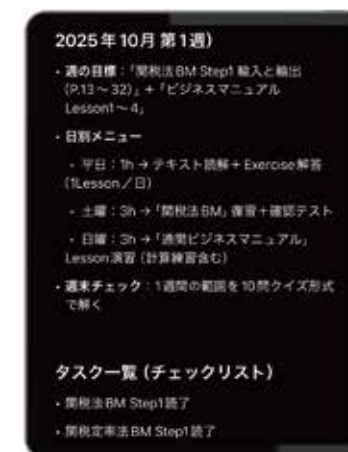 2025年10月 第1週）
・週の目標：「関税法BM Step1 輸入と輸出
（P.13～32）」＋「ビジネスマニュアル
Lesson1～4」
・日別メニュー
・平日：1h → テキスト読解＋Exercise解答
（1Lesson／日）
・土曜：3h →「関税法BM」復習＋確認テスト
・日曜：3h →「通関ビジネスマニュアル」
Lesson演習（計算練習含む）
・週末チェック：1週間の範囲を10問クイズ形式
で解く
タスク一覧（チェックリスト）
・関税法BM Step1読了
・関税定率法BM Step1読了